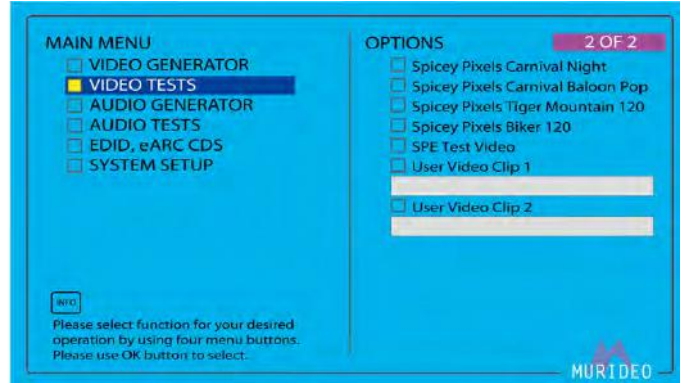 MAIN MENU
VIDEO GENERATOR
VIDEO TESTS
AUDIO GENERATOR
AUDIO TESTS
EDID, eARC CDS
SYSTEM SETUP
INFO
Please select function for your desired
operation by using four menu buttons.
Please use OK button to select.
OPTIONS
2 OF 2
Spicey Pixels Carnival Night
Spicey Pixels Carnival Baloon Pop
Spicey Pixels Tiger Mountain 120
Spicey Pixels Biker 120
SPE Test Video
User Video Clip 1
User Video Clip 2
MURIDEO